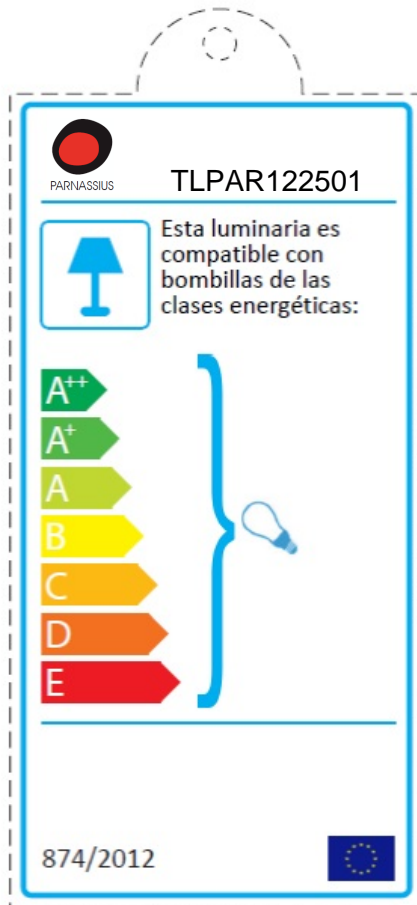 PARNASSIUS
TLPAR122501
Esta luminaria es
compatible con
bombillas de las
clases energéticas:
A++
A+
A
B
C
D
E
874/2012